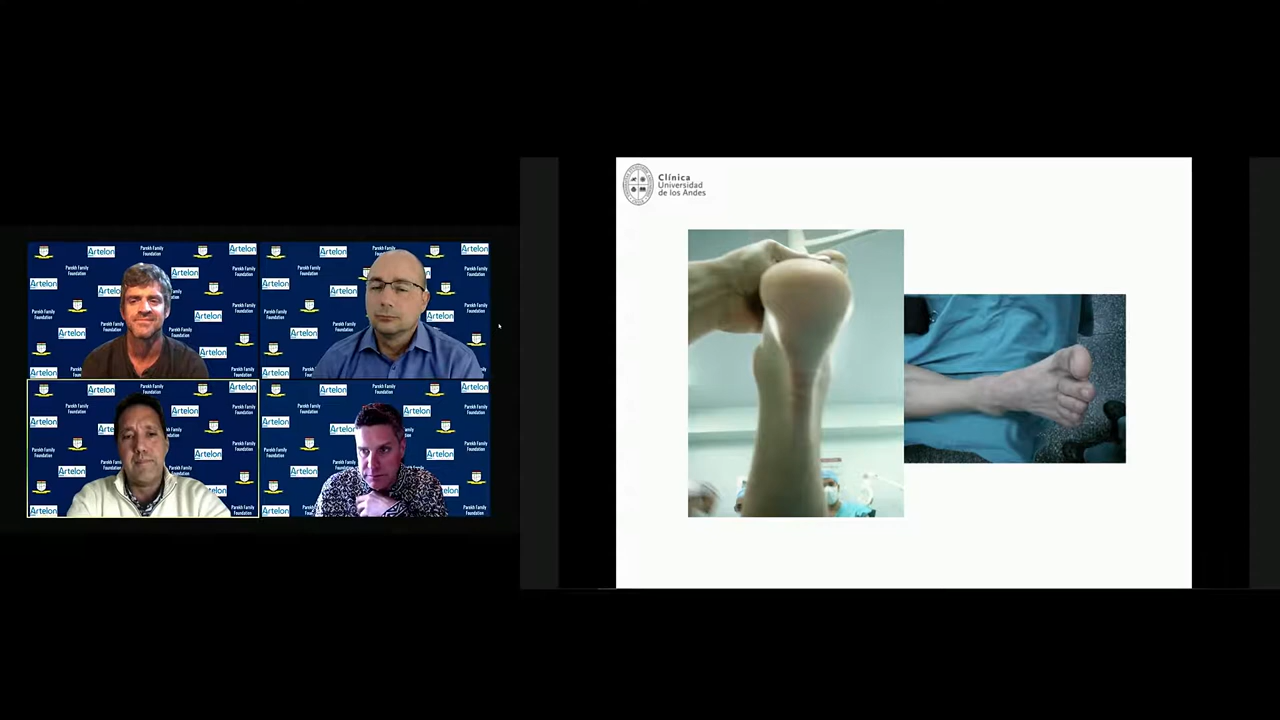 Artelon
Parekh Family
Foundation
Clínica
Universidad
de los Andes